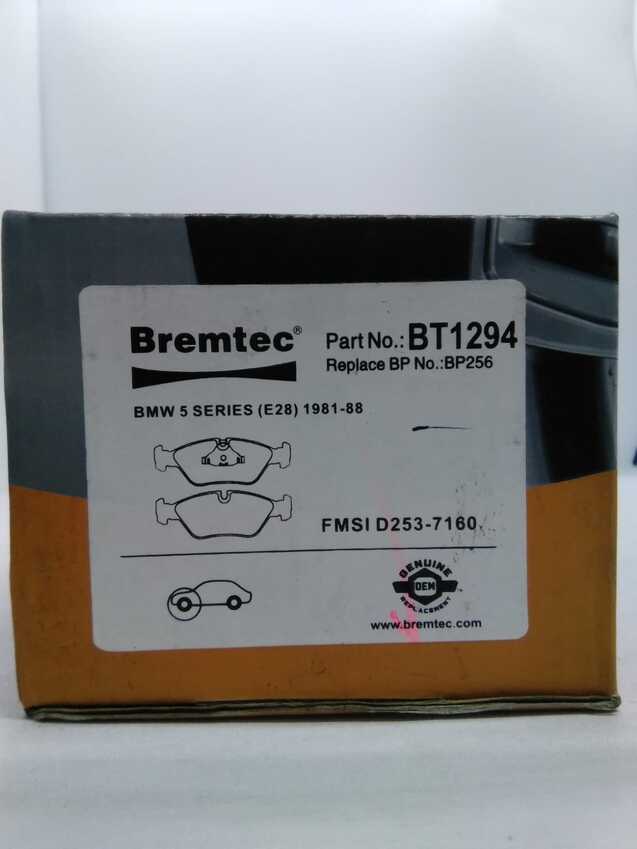 Bremtec®
Part No.: BT1294
Replace BP No.:BP256
BMW 5 SERIES (E28) 1981-88
FMSI D253-7160
GENUINE
OEM
REPLACEMENT
www.bremtec.com